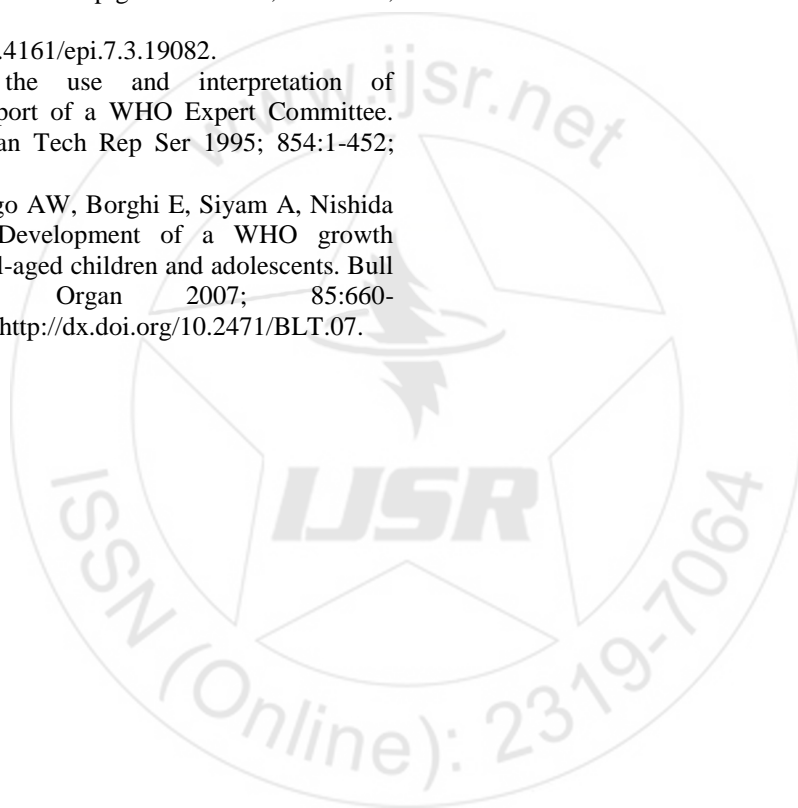 .4161/epi.7.3.19082.
the use and interpretation of
port of a WHO Expert Committee.
an Tech Rep Ser 1995; 854:1-452;
go AW, Borghi E, Siyam A, Nishida
Development of a WHO growth
l-aged children and adolescents. Bull
Organ 2007; 85:660-
http://dx.doi.org/10.2471/BLT.07.
www.ijsr.net
IJSR
ISSN (Online): 2319-7064